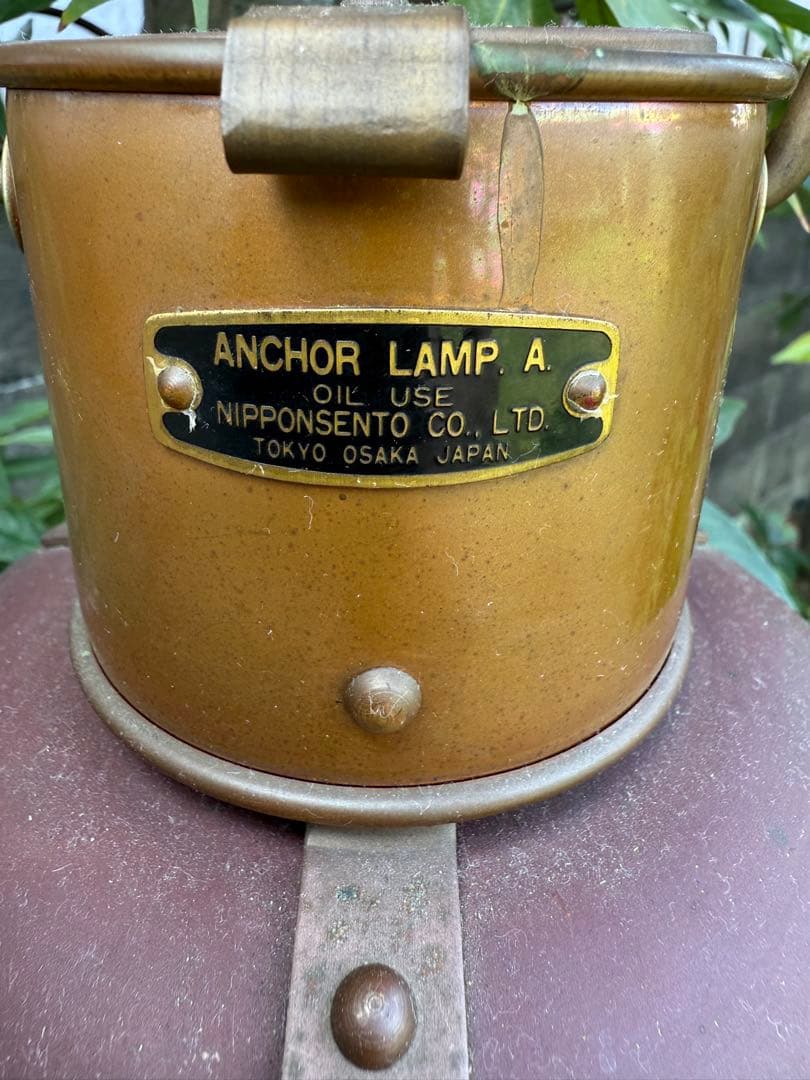 ANCHOR LAMP. A.
OIL USE
NIPPONSENTO CO., LTD.
TOKYO OSAKA JAPAN